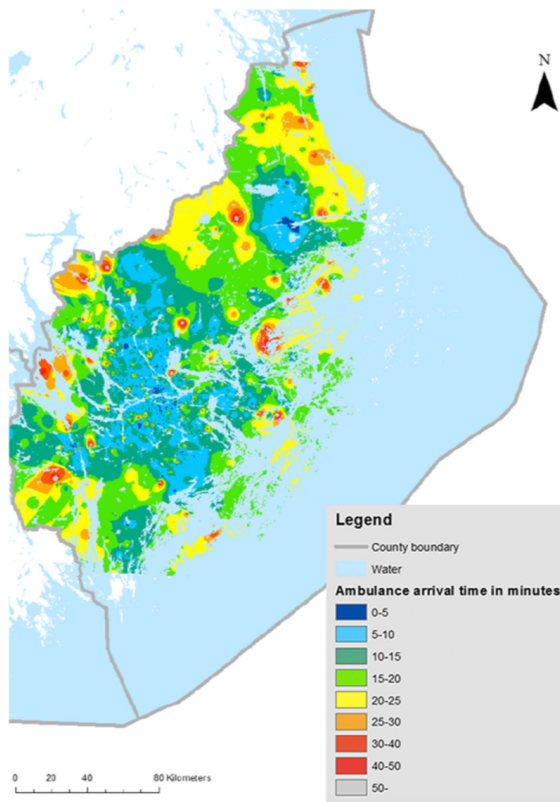 N
Legend
County boundary
Water
Ambulance arrival time in minutes
0-5
5-10
10-15
15-20
20-25
25-30
30-40
40-50
50-
0 20 40 80 Kilometers